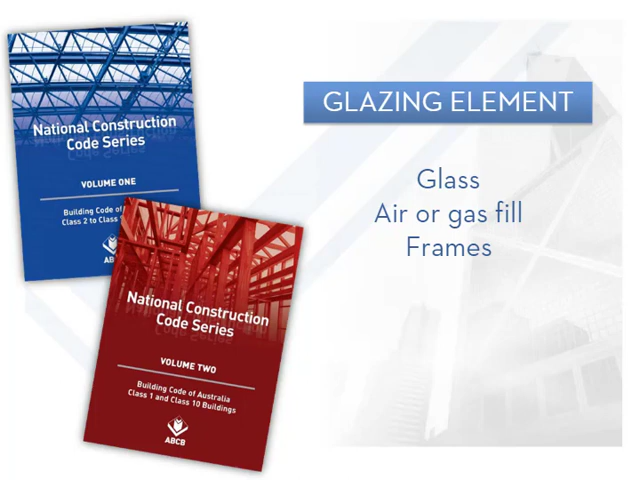 National Construction
Code Series
VOLUME ONE
Building Code of
Class 2 to Class
National Construction
Code Series
VOLUME TWO
Building Code of Australia
Class 1 and Class 10 Buildings
ABCB
GLAZING ELEMENT
Glass
Air or gas fill
Frames